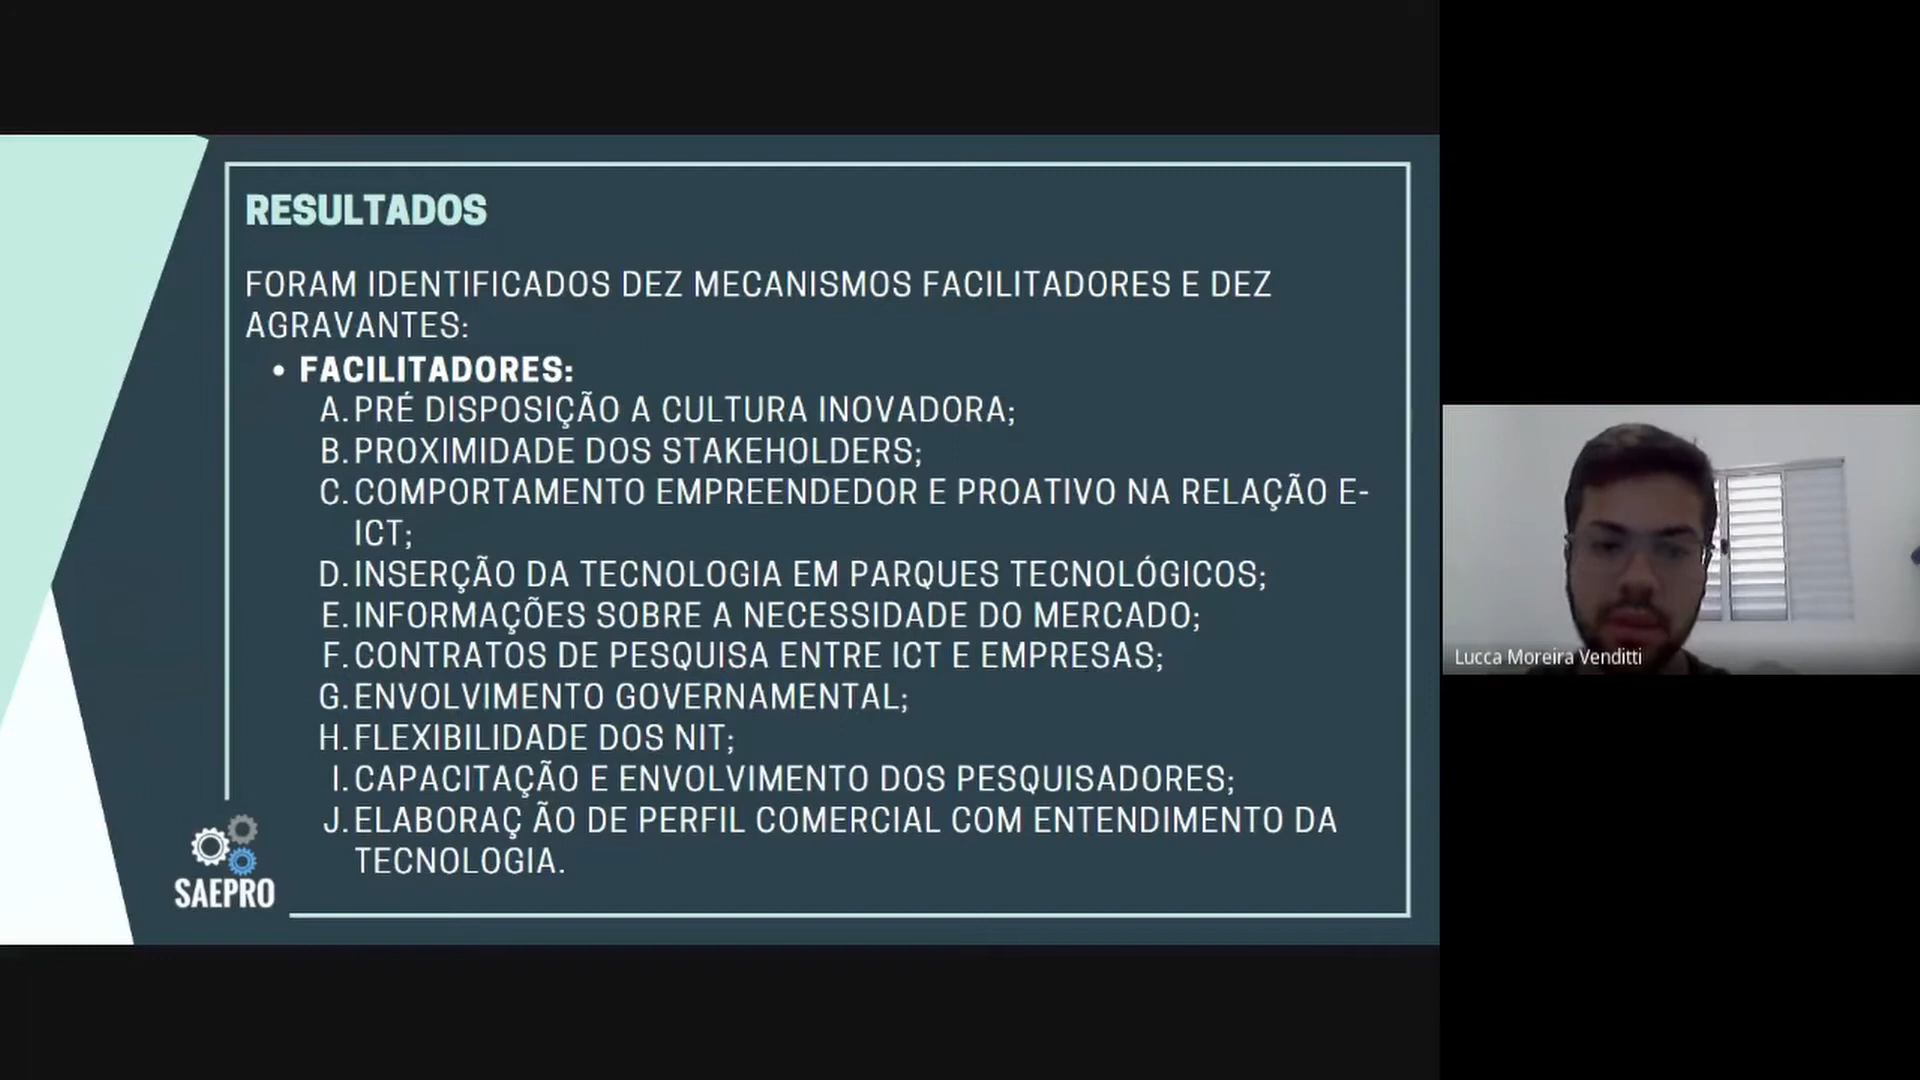 RESULTADOS
FORAM IDENTIFICADOS DEZ MECANISMOS FACILITADORES E DEZ
AGRAVANTES:
• FACILITADORES:
A. PRÉ DISPOSIÇÃO A CULTURA INOVADORA;
B. PROXIMIDADE DOS STAKEHOLDERS;
C. COMPORTAMENTO EMPREENDEDOR E PROATIVO NA RELAÇÃO E-
ICT;
D. INSERÇÃO DA TECNOLOGIA EM PARQUES TECNOLÓGICOS;
E. INFORMAÇÕES SOBRE A NECESSIDADE DO MERCADO;
F. CONTRATOS DE PESQUISA ENTRE ICT E EMPRESAS;
G. ENVOLVIMENTO GOVERNAMENTAL;
H. FLEXIBILIDADE DOS NIT;
I. CAPACITAÇÃO E ENVOLVIMENTO DOS PESQUISADORES;
J. ELABORAÇ ÃO DE PERFIL COMERCIAL COM ENTENDIMENTO DA
TECNOLOGIA.
SAEPRO
Lucca Moreira Venditti